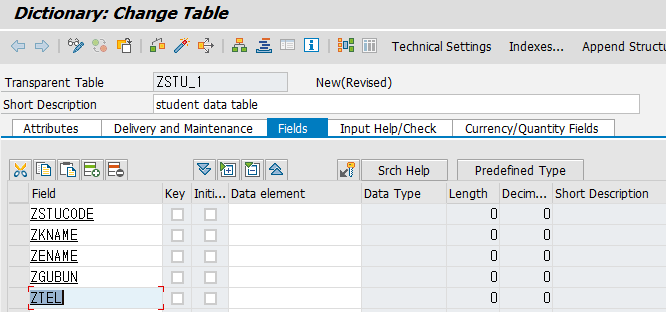 Dictionary: Change Table
Technical Settings Indexes... Append Structu
Transparent Table ZSTU_1 New(Revised)
Short Description student data table
Attributes Delivery and Maintenance Fields Input Help/Check Currency/Quantity Fields
Srch Help Predefined Type
Field Key Initi... Data element Data Type Length Decim... Short Description
ZSTUCODE 0 0
ZKNAME 0 0
ZENAME 0 0
ZGUBUN 0 0
ZTEL 0 0